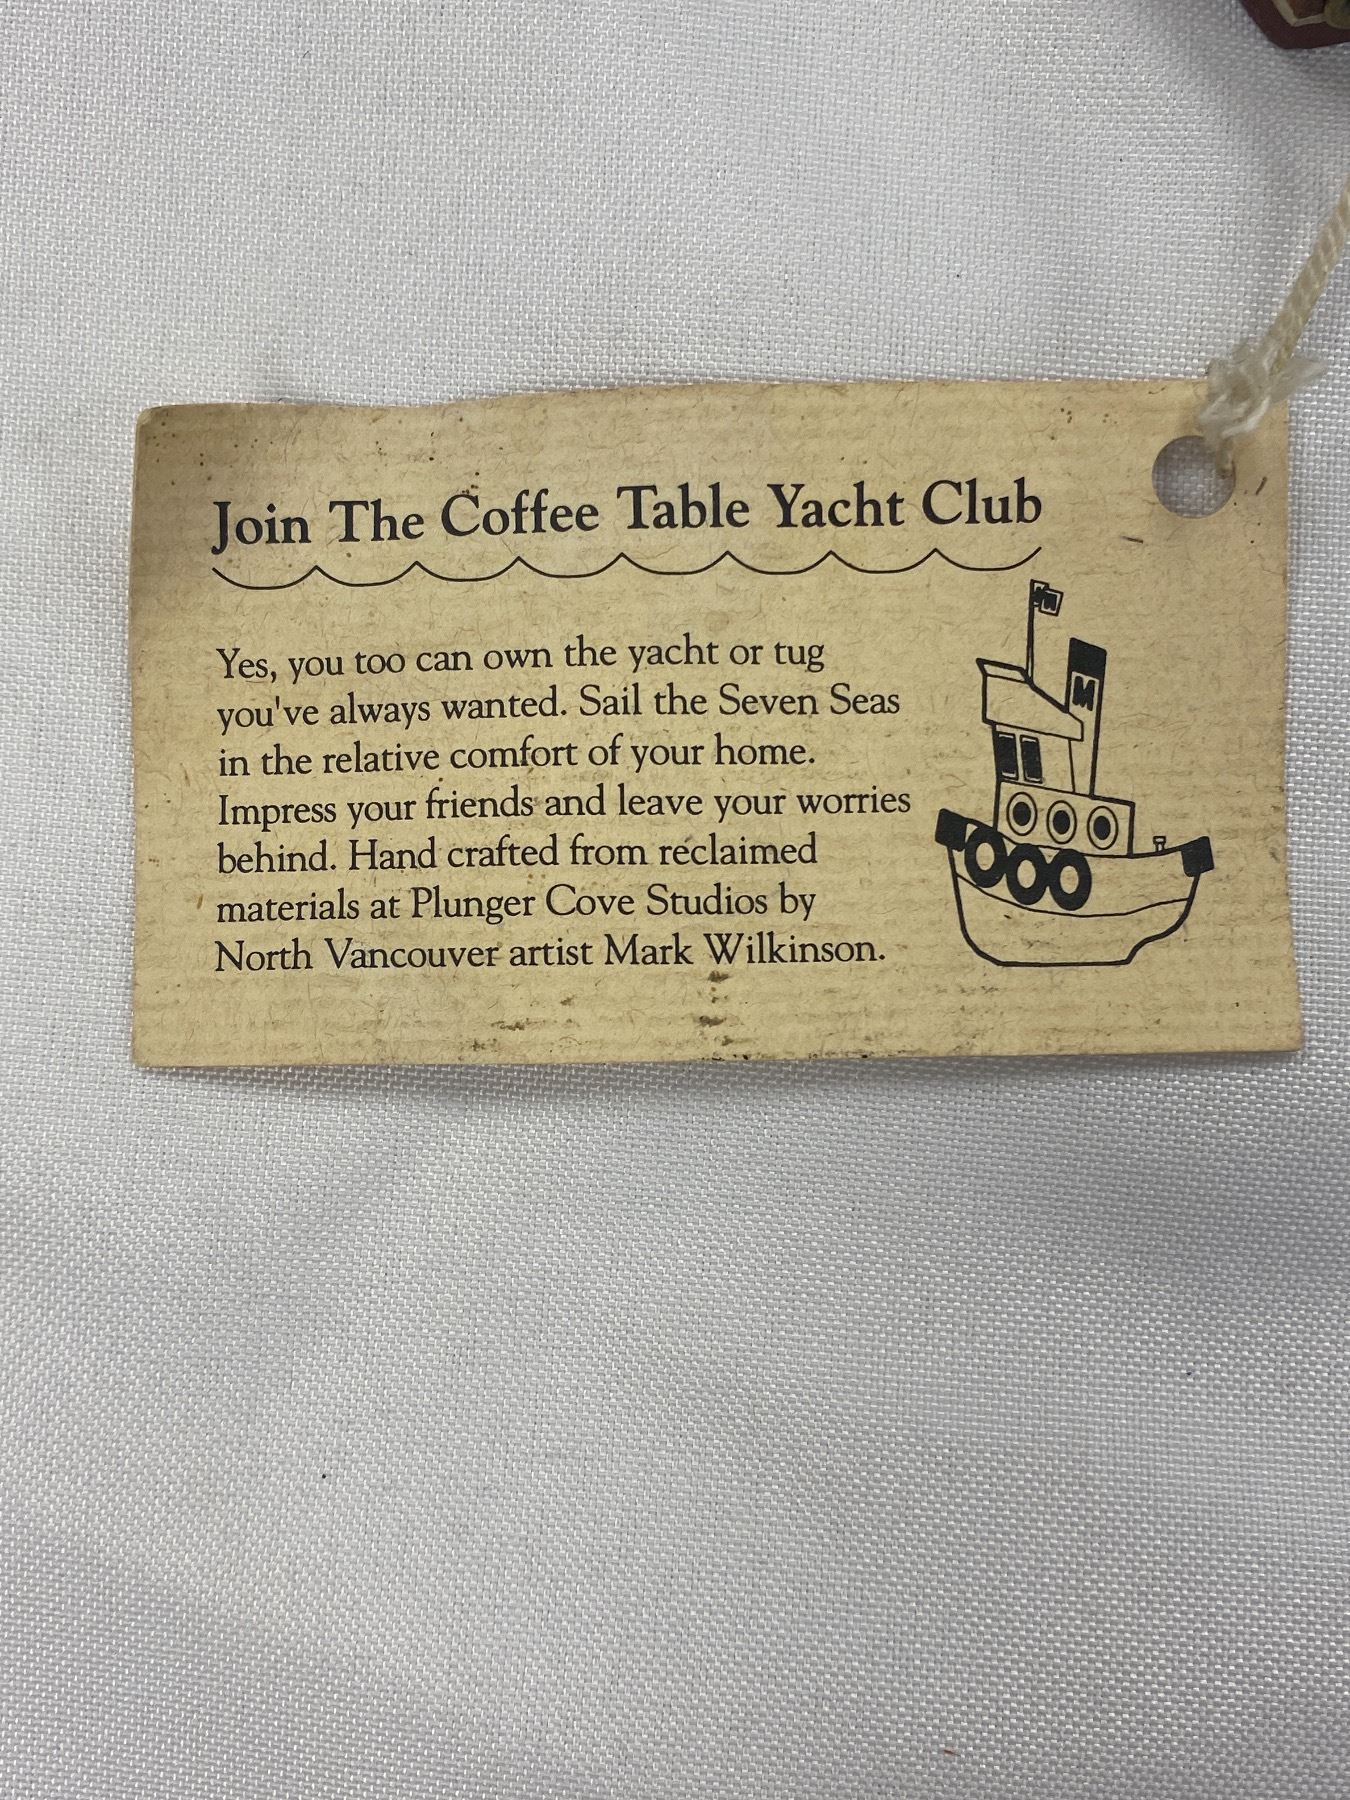 Join The Coffee Table Yacht Club
Yes, you too can own the yacht or tug
you've always wanted. Sail the Seven Seas
in the relative comfort of your home.
Impress your friends and leave your worries
behind. Hand crafted from reclaimed
materials at Plunger Cove Studios by
North Vancouver artist Mark Wilkinson.
M